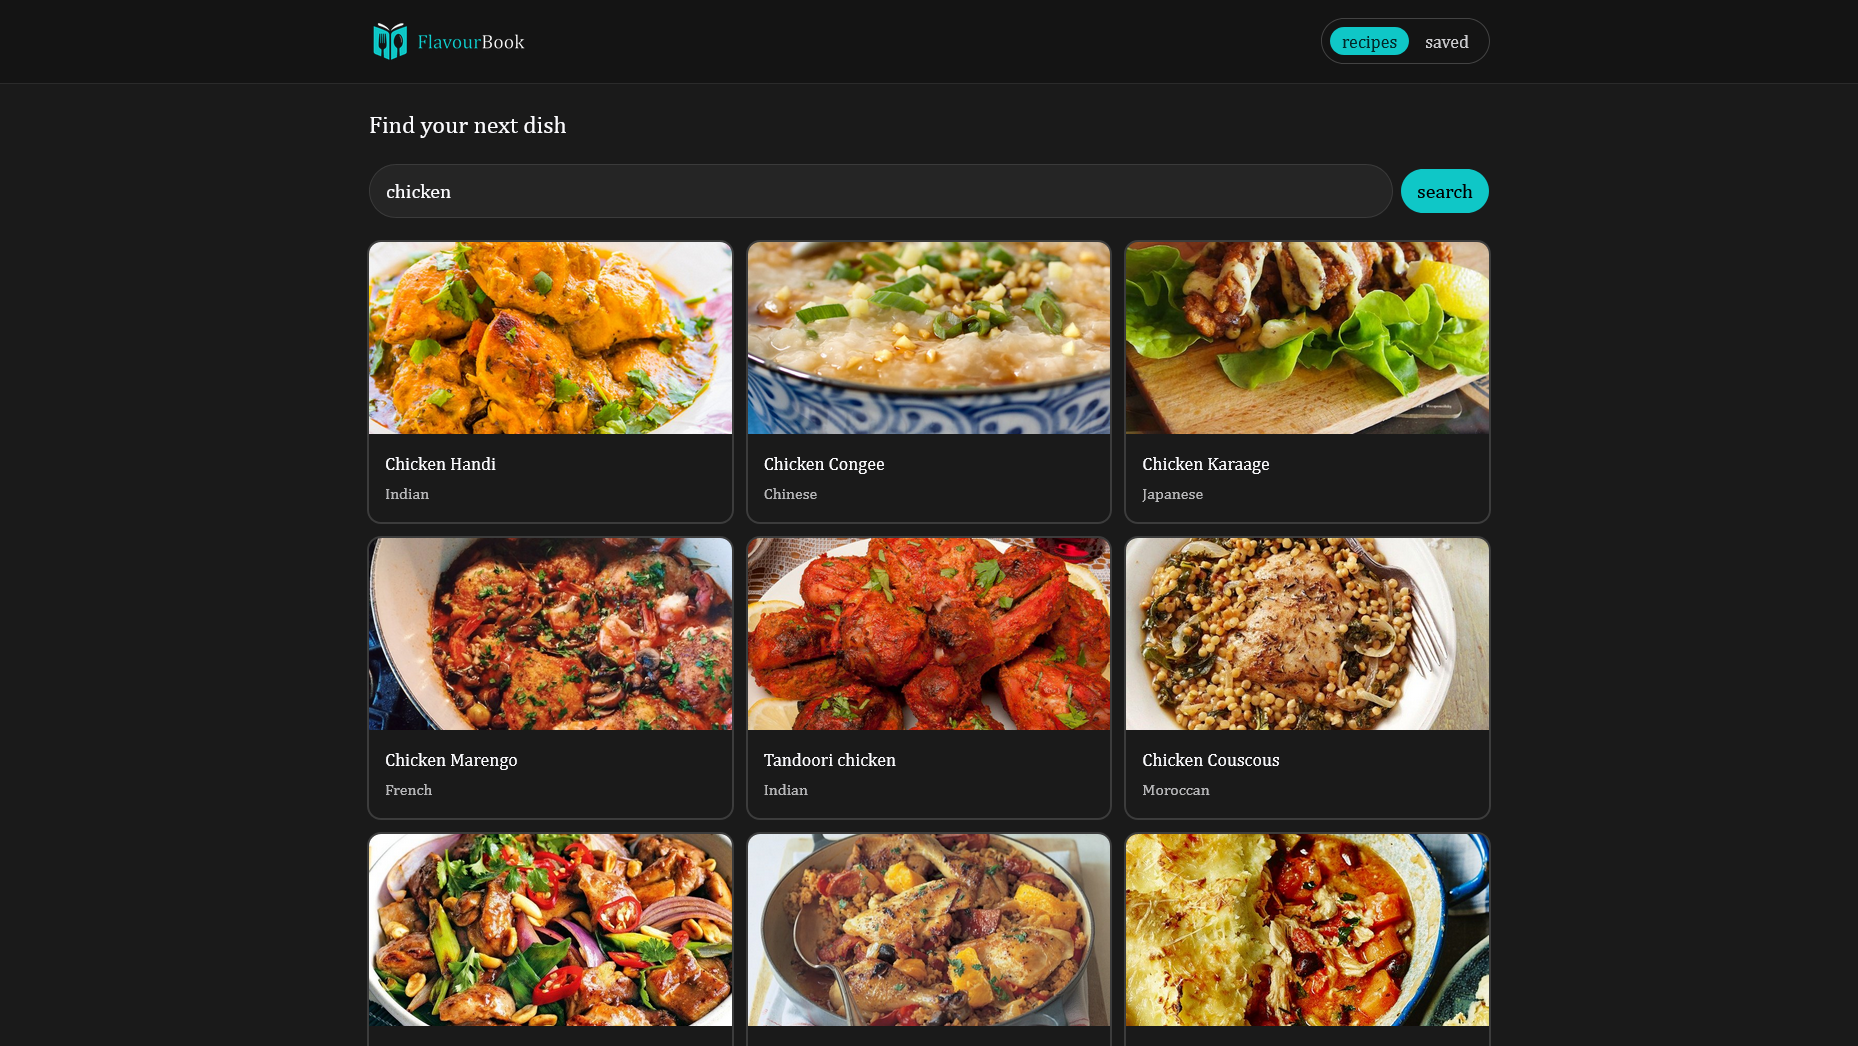 FlavourBook
recipes saved
Find your next dish
chicken
search
Chicken Handi
Indian
Chicken Congee
Chinese
Chicken Karaage
Japanese
Chicken Marengo
French
Tandoori chicken
Indian
Chicken Couscous
Moroccan